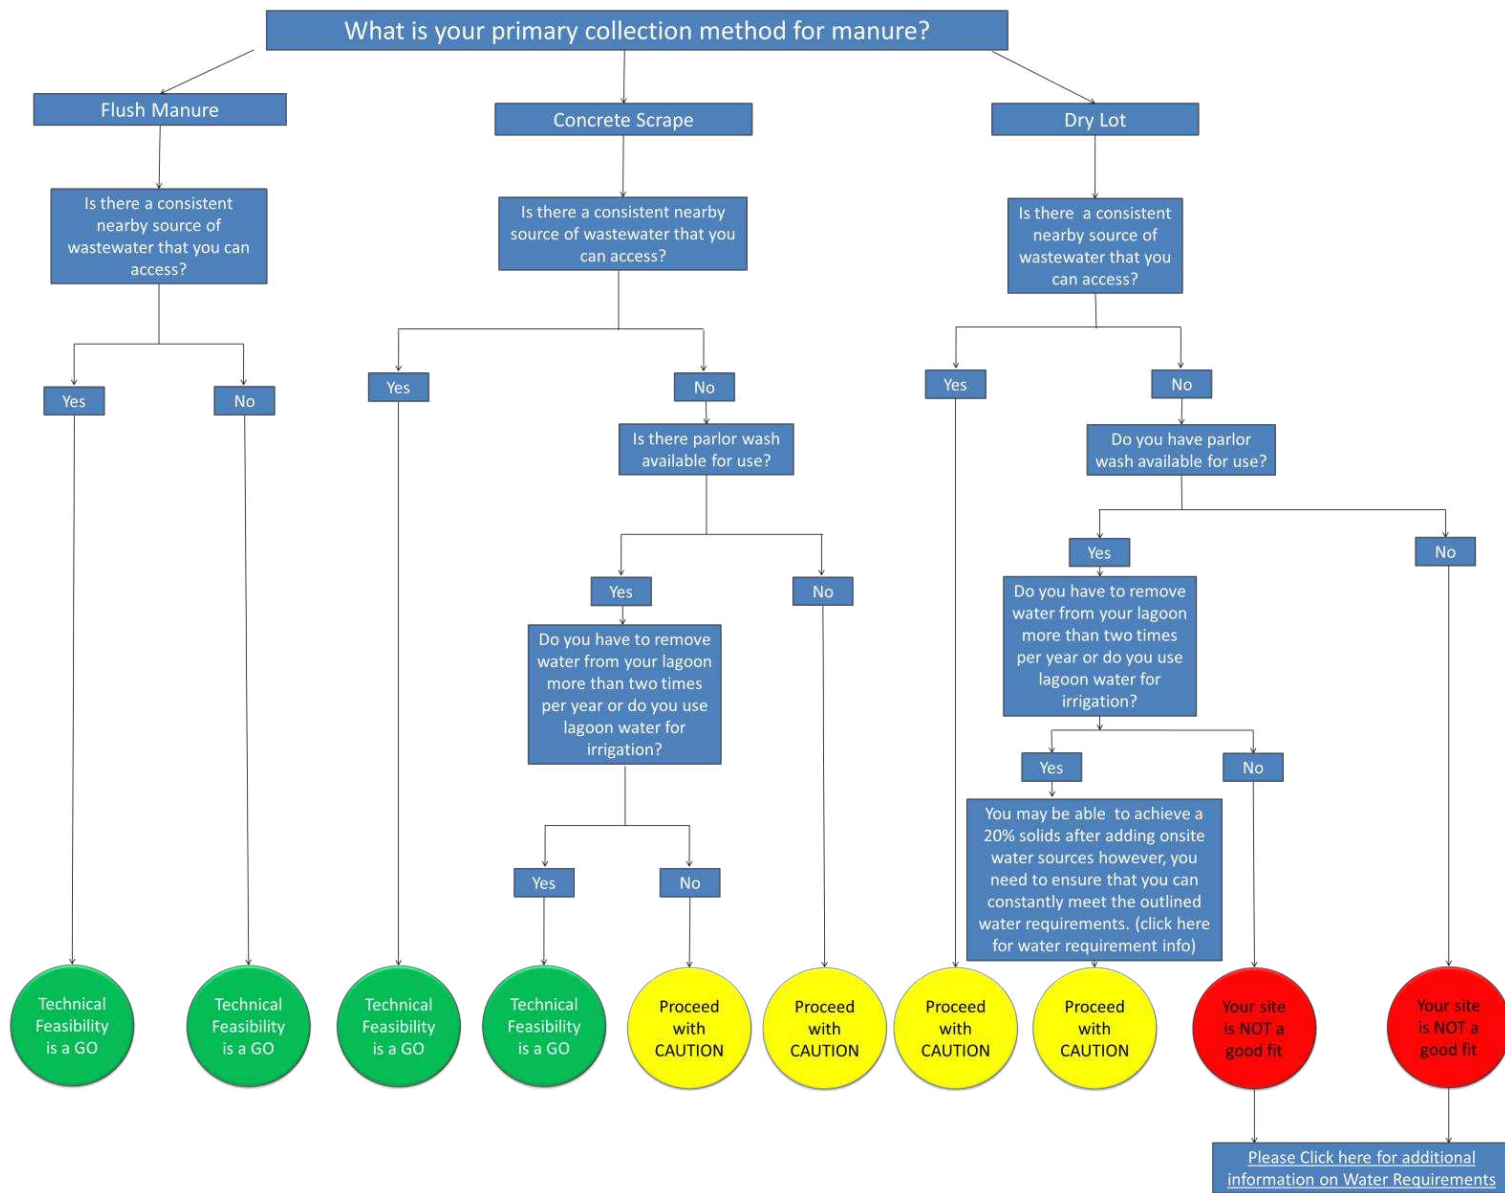 What is your primary collection method for manure?
Flush Manure
Concrete Scrape
Dry Lot
Is there a consistent
nearby source of
wastewater that you can
access?
Is there a consistent nearby
source of wastewater that you
can access?
Is there a consistent
nearby source of
wastewater that you
can access?
Yes
No
Yes
No
Yes
No
Is there parlor wash
available for use?
Do you have parlor
wash available for use?
Yes
No
Yes
No
Do you have to remove
water from your lagoon
more than two times
per year or do you use
lagoon water for
irrigation?
Do you have to remove
water from your lagoon
more than two times
per year or do you use
lagoon water for
irrigation?
Yes
No
Yes
No
You may be able to achieve a
20% solids after adding onsite
water sources however, you
need to ensure that you can
constantly meet the outlined
water requirements. (click here
for water requirement info)
Technical
Feasibility
is a GO
Technical
Feasibility
is a GO
Technical
Feasibility
is a GO
Technical
Feasibility
is a GO
Proceed
with
CAUTION
Proceed
with
CAUTION
Proceed
with
CAUTION
Proceed
with
CAUTION
Your site
is NOT a
good fit
Your site
is NOT a
good fit
Please Click here for additional
information on Water Requirements